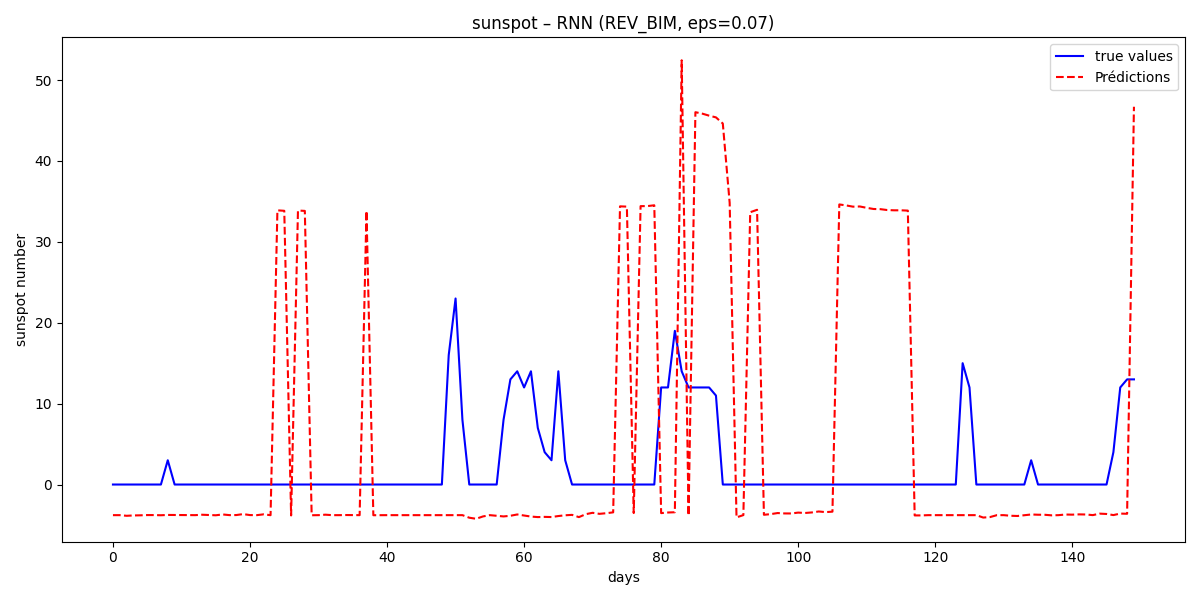 sunspot – RNN (REV_BIM, eps=0.07)
true values
Prédictions
sunspot number
50
40
30
20
10
0
0 20 40 60 80 100 120 140
days